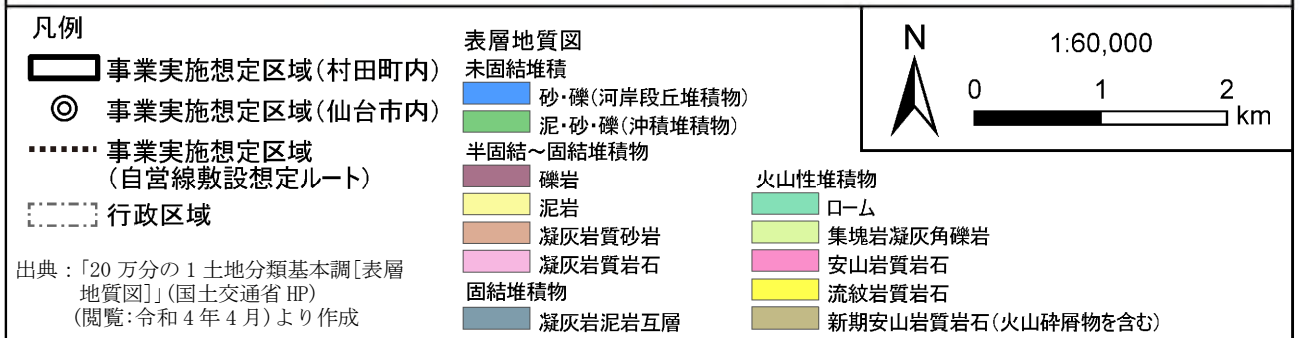 凡例
事業実施想定区域(村田町内)
事業実施想定区域(仙台市内)
事業実施想定区域
(自営線敷設想定ルート)
行政区域
出典:「20 万分の 1 土地分類基本調[表層
地質図]」(国土交通省 HP)
(閲覧:令和 4 年 4 月)より作成
表層地質図
未固結堆積
砂・礫(河岸段丘堆積物)
泥・砂・礫(沖積堆積物)
半固結~固結堆積物
礫岩
泥岩
凝灰岩質砂岩
凝灰岩質岩石
固結堆積物
凝灰岩泥岩互層
火山性堆積物
ローム
集塊岩凝灰角礫岩
安山岩質岩石
流紋岩質岩石
新期安山岩質岩石(火山砕屑物を含む)
N
1:60,000
0 1 2
km